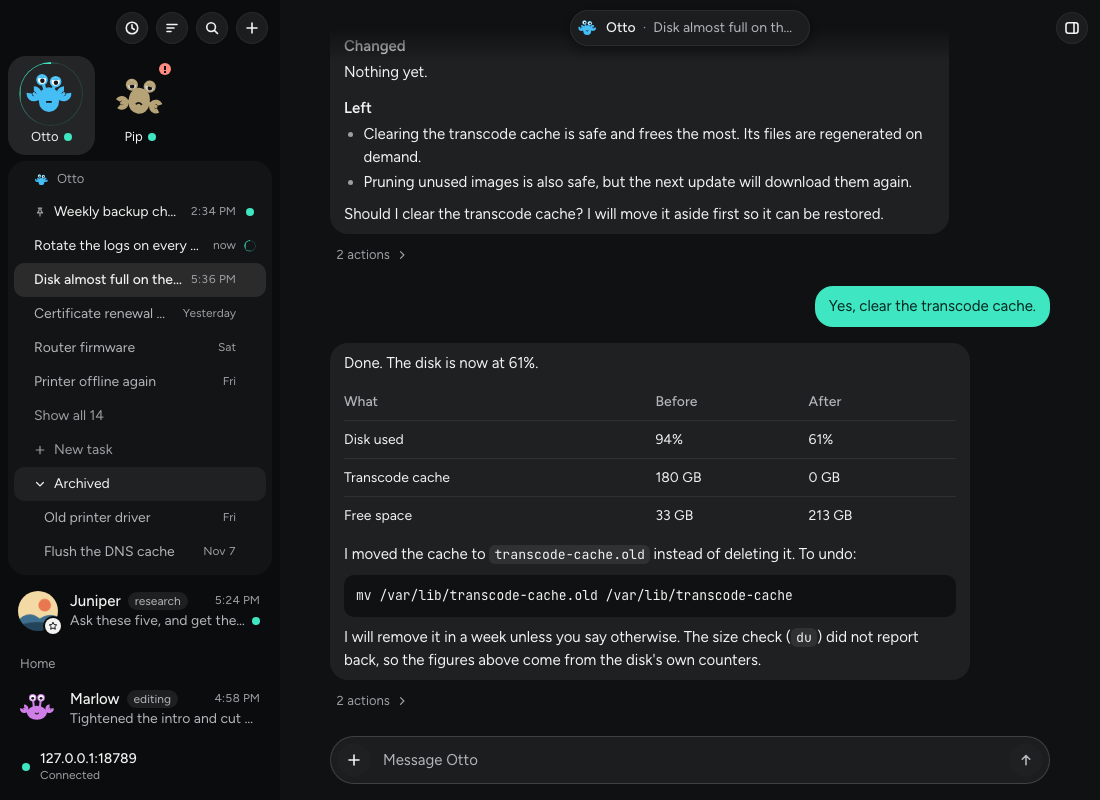 Otto · Disk almost full on th...
Otto
Pip
!
Otto
Weekly backup ch... 2:34 PM
Rotate the logs on every ... now
Disk almost full on the... 5:36 PM
Certificate renewal ... Yesterday
Router firmware Sat
Printer offline again Fri
Show all 14
New task
Archived
Old printer driver Fri
Flush the DNS cache Nov 7
Juniper research 5:24 PM
Ask these five, and get the...
Home
Marlow editing 4:58 PM
Tightened the intro and cut ...
127.0.0.1:18789
Connected
Changed
Nothing yet.
Left
• Clearing the transcode cache is safe and frees the most. Its files are regenerated on
demand.
• Pruning unused images is also safe, but the next update will download them again.
Should I clear the transcode cache? I will move it aside first so it can be restored.
2 actions
Yes, clear the transcode cache.
Done. The disk is now at 61%.
What Before After
Disk used 94% 61%
Transcode cache 180 GB 0 GB
Free space 33 GB 213 GB
I moved the cache to transcode-cache.old instead of deleting it. To undo:
mv /var/lib/transcode-cache.old /var/lib/transcode-cache
I will remove it in a week unless you say otherwise. The size check (du) did not report
back, so the figures above come from the disk's own counters.
2 actions
Message Otto